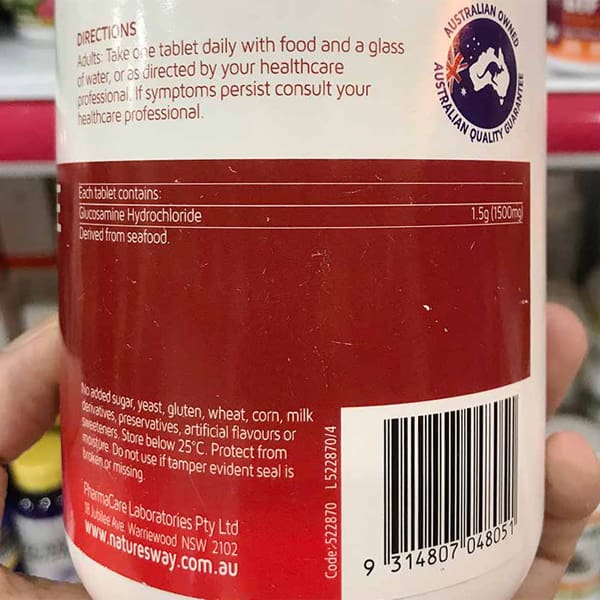 DIRECTIONS
Adults: Take one tablet daily with food and a glass
of water, or as directed by your healthcare
professional. If symptoms persist consult your
healthcare professional.
AUSTRALIAN OWNED
AUSTRALIAN QUALITY GUARANTEE
Each tablet contains:
Glucosamine Hydrochloride 1.5g (1500mg)
Derived from seafood.
No added sugar, yeast, gluten, wheat, corn, milk
derivatives, preservatives, artificial flavours or
sweeteners. Store below 25°C. Protect from
moisture. Do not use if tamper evident seal is
broken or missing.
PharmaCare Laboratories Pty Ltd
18 Jubilee Ave Warriewood NSW 2102
www.naturesway.com.au
Code:522870 L522870/4
9 314807 048051